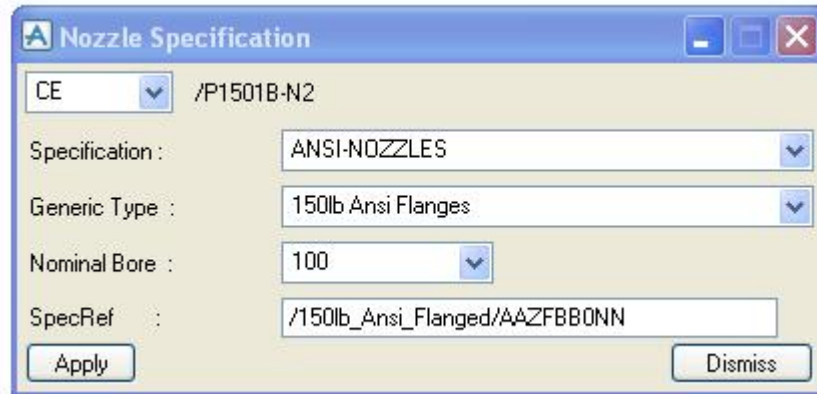 Nozzle Specification
CE /P1501B-N2
Specification : ANSI-NOZZLES
Generic Type : 150lb Ansi Flanges
Nominal Bore : 100
SpecRef : /150lb_Ansi_Flanged/AAZFBB0NN
Apply Dismiss